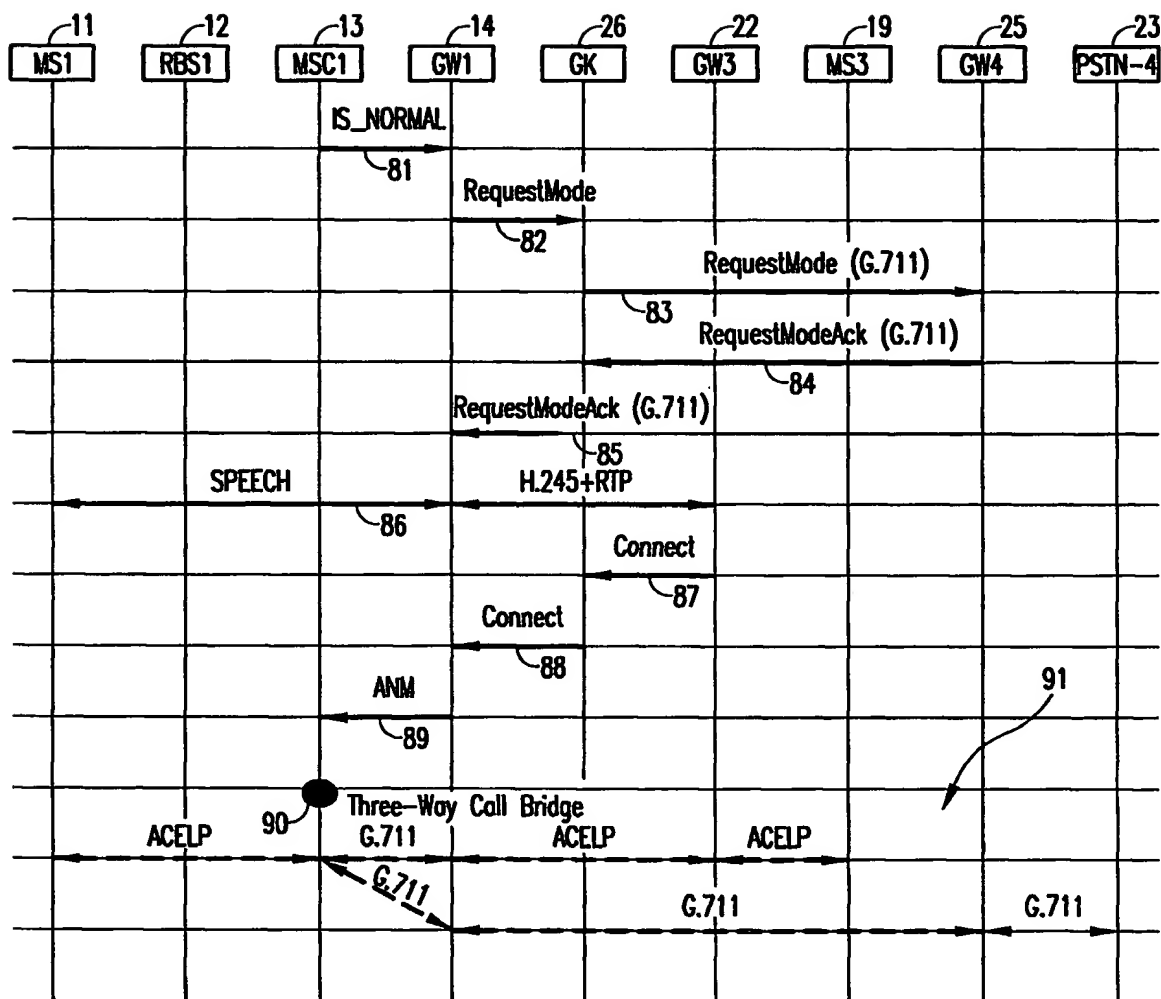 11 12 13 14 26 22 19 25 23
MS1 RBS1 MSC1 GW1 GK GW3 MS3 GW4 PSTN-4
IS_NORMAL
81
RequestMode
82
RequestMode (G.711)
83
RequestModeAck (G.711)
84
RequestModeAck (G.711)
85
SPEECH H.245+RTP
86
Connect
87
Connect
88
ANM 91
89
90 Three-Way Call Bridge
ACELP G.711 ACELP ACELP
G.711 G.711 G.711